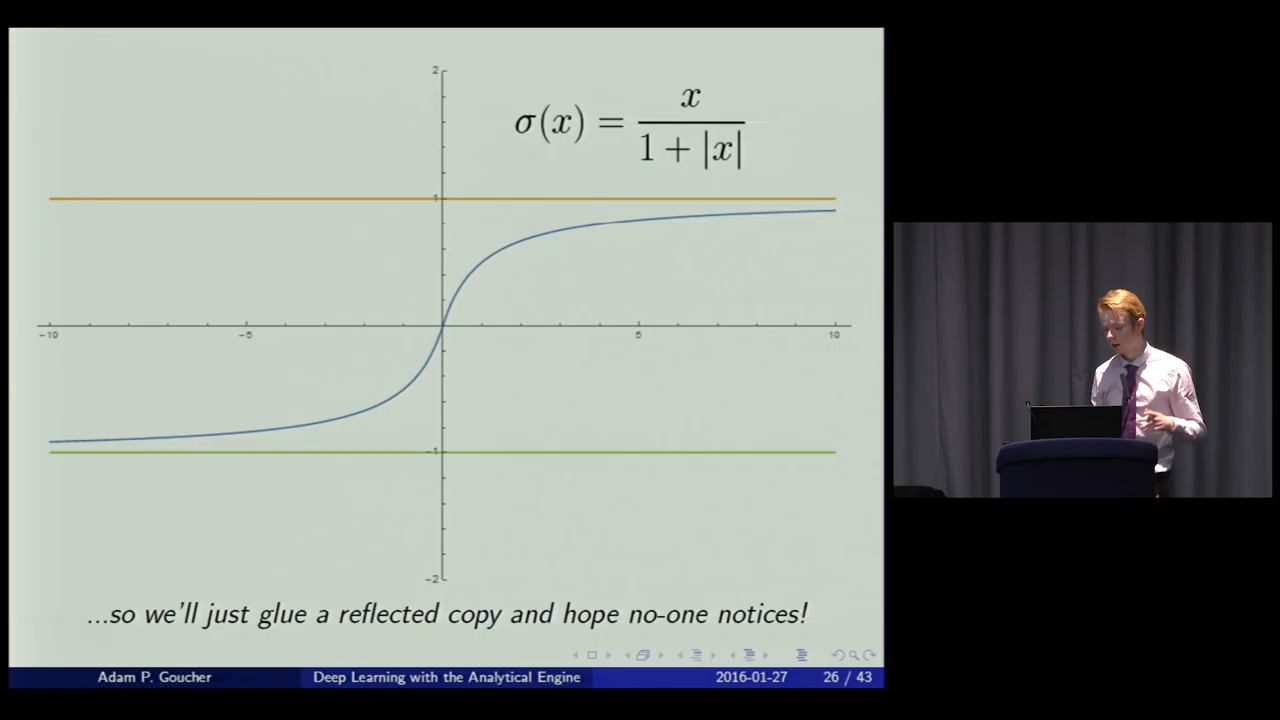 2
σ(x) = x / (1 + |x|)
1
−10 −5 5 10
−1
−2
...so we'll just glue a reflected copy and hope no-one notices!
Adam P. Goucher Deep Learning with the Analytical Engine 2016-01-27 26 / 43